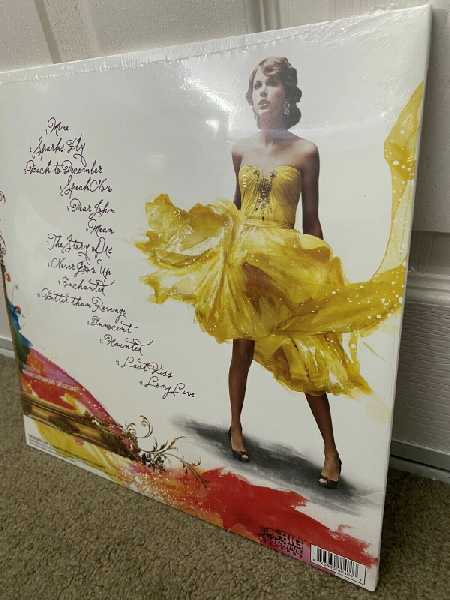 Mine
Sparks Fly
Back to December
Speak Now
Dear John
Mean
The Story of Us
Never Grow Up
Enchanted
Better than Revenge
Innocent
Haunted
Last Kiss
Long Live